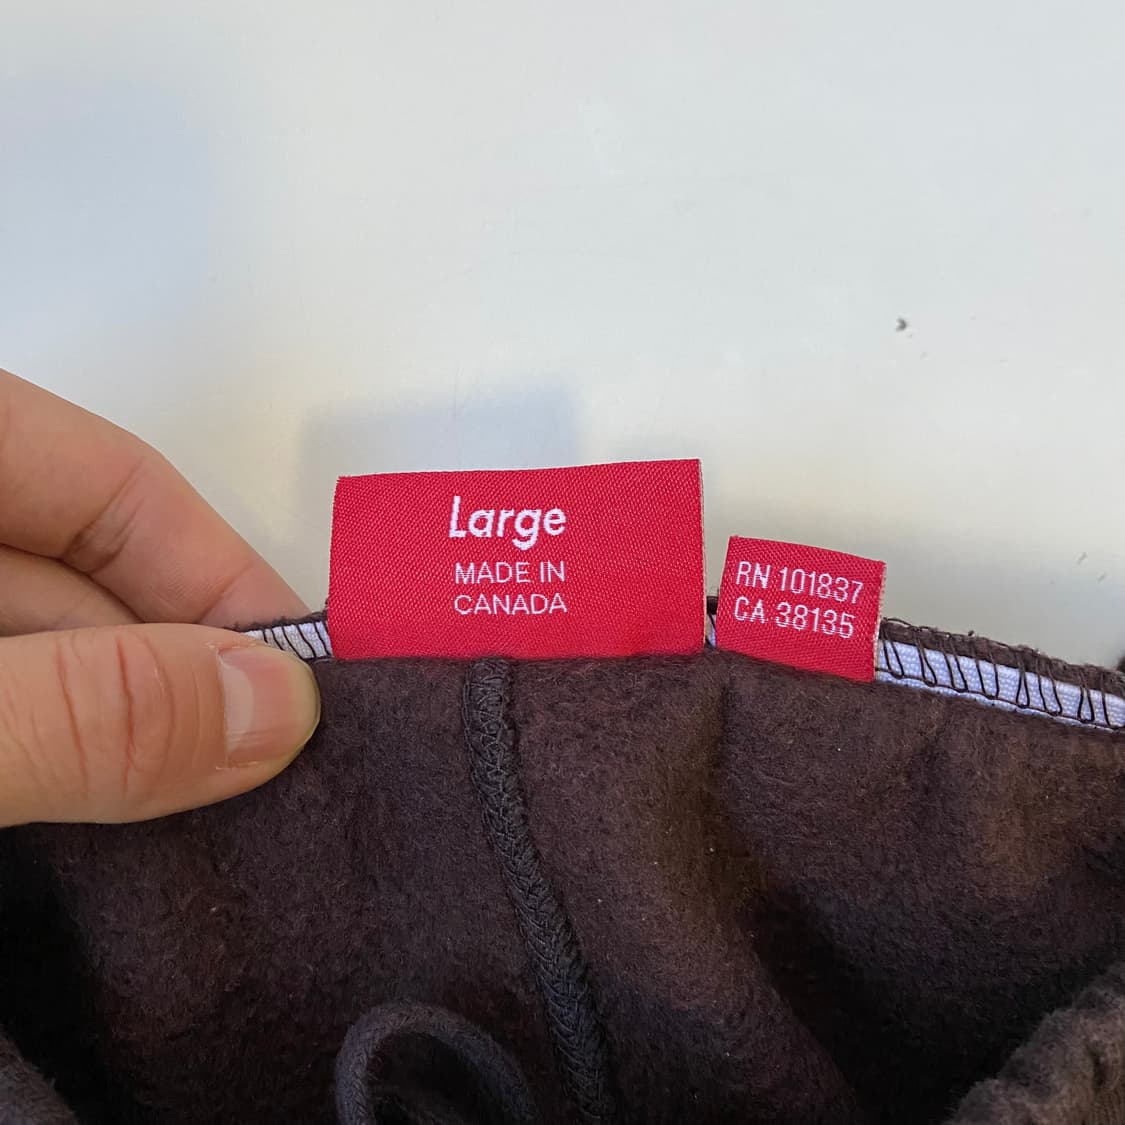 Large
MADE IN
CANADA
RN 101837
CA 38135